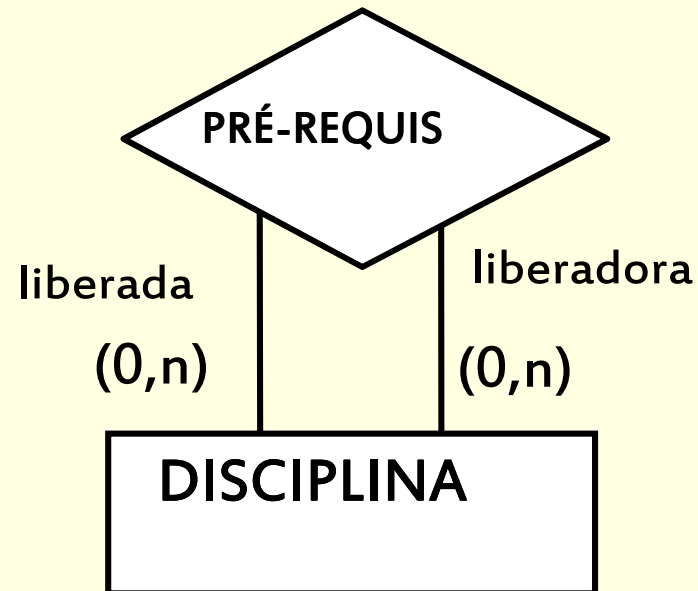 PRÉ-REQUIS
liberada
liberadora
(0,n)
(0,n)
DISCIPLINA